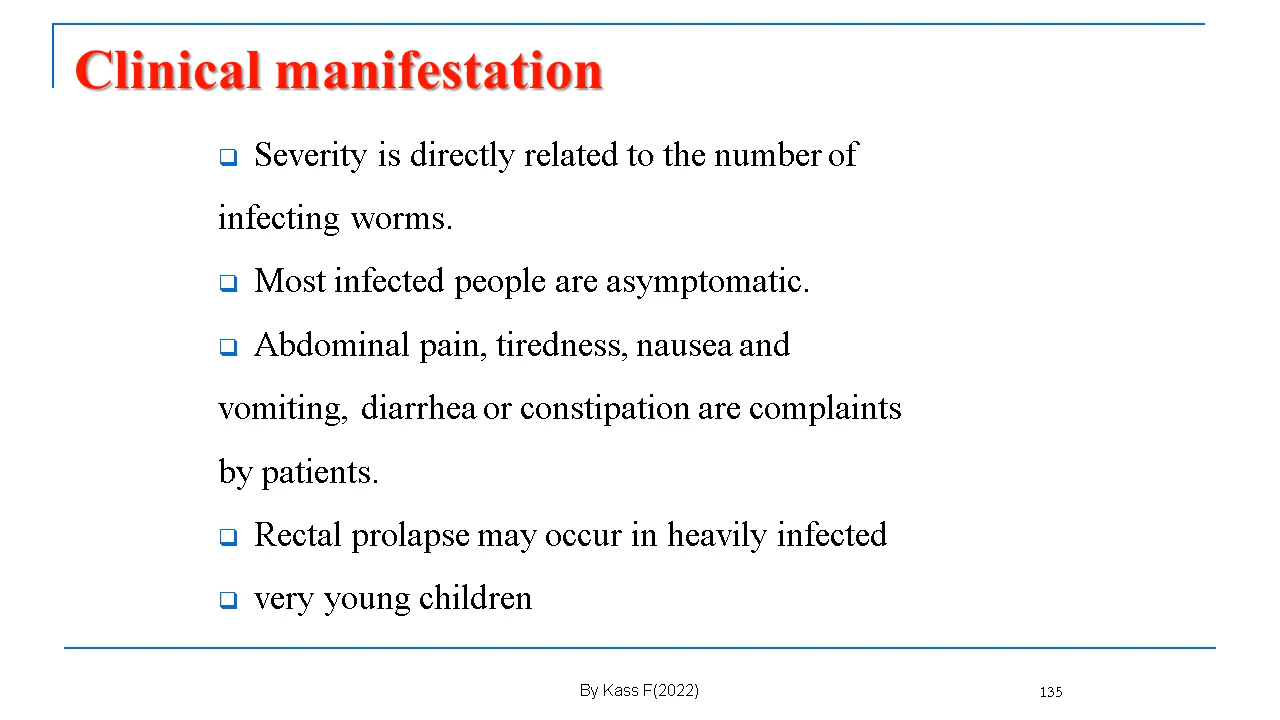 Clinical manifestation
❑ Severity is directly related to the number of
infecting worms.
❑ Most infected people are asymptomatic.
❑ Abdominal pain, tiredness, nausea and
vomiting, diarrhea or constipation are complaints
by patients.
❑ Rectal prolapse may occur in heavily infected
❑ very young children
By Kass F(2022)
135